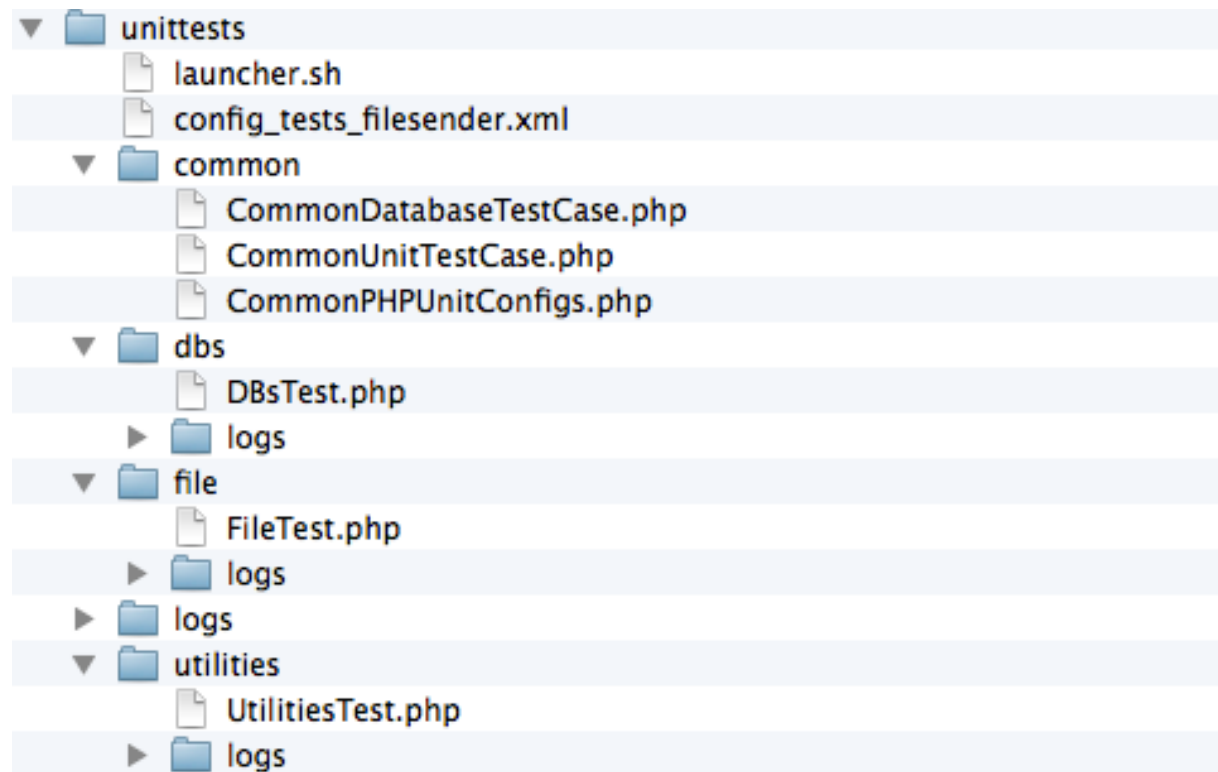 unittests
launcher.sh
config_tests_filesender.xml
common
CommonDatabaseTestCase.php
CommonUnitTestCase.php
CommonPHPUnitConfigs.php
dbs
DBsTest.php
logs
file
FileTest.php
logs
logs
utilities
UtilitiesTest.php
logs